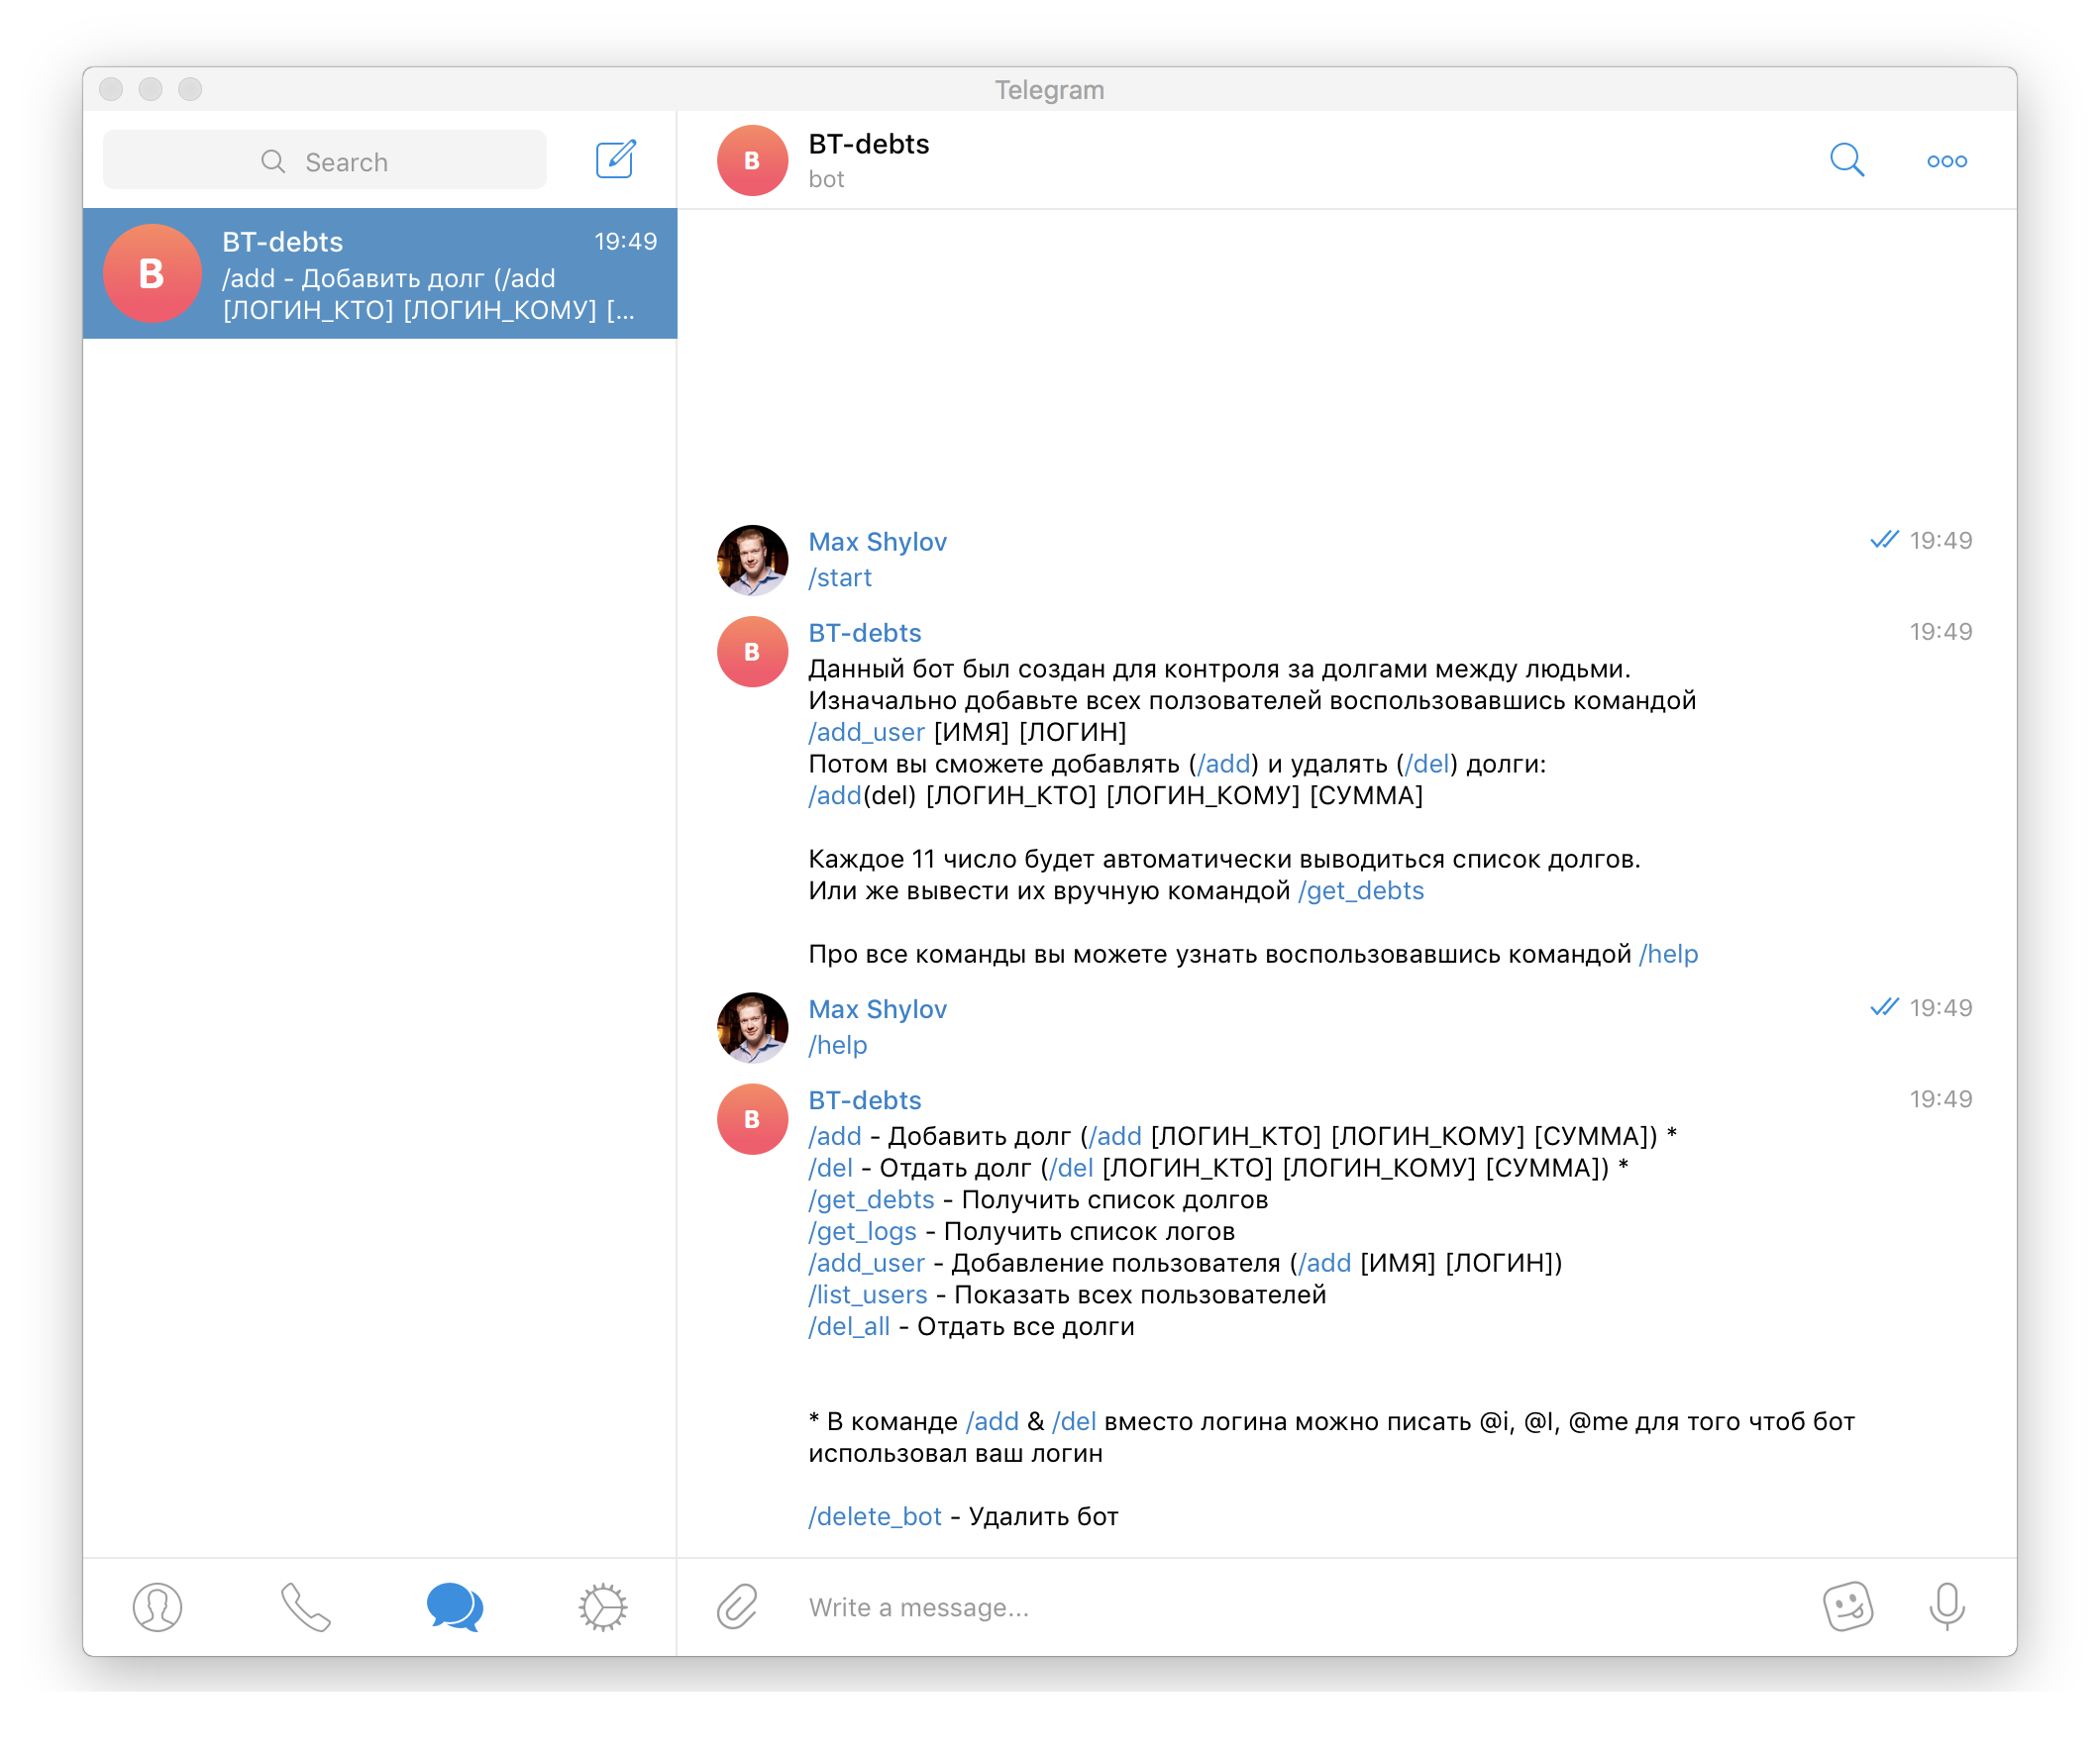 Telegram
Search
BT-debts 19:49
/add - Добавить долг (/add
[ЛОГИН_КТО] [ЛОГИН_КОМУ] [...
B
B
BT-debts
bot
Max Shylov 19:49
/start
B
BT-debts 19:49
Данный бот был создан для контроля за долгами между людьми.
Изначально добавьте всех ползователей воспользовавшись командой
/add_user [ИМЯ] [ЛОГИН]
Потом вы сможете добавлять (/add) и удалять (/del) долги:
/add(del) [ЛОГИН_КТО] [ЛОГИН_КОМУ] [СУММА]
Каждое 11 число будет автоматически выводиться список долгов.
Или же вывести их вручную командой /get_debts
Про все команды вы можете узнать воспользовавшись командой /help
Max Shylov 19:49
/help
B
BT-debts 19:49
/add - Добавить долг (/add [ЛОГИН_КТО] [ЛОГИН_КОМУ] [СУММА]) *
/del - Отдать долг (/del [ЛОГИН_КТО] [ЛОГИН_КОМУ] [СУММА]) *
/get_debts - Получить список долгов
/get_logs - Получить список логов
/add_user - Добавление пользователя (/add [ИМЯ] [ЛОГИН])
/list_users - Показать всех пользователей
/del_all - Отдать все долги
* В команде /add & /del вместо логина можно писать @i, @I, @me для того чтоб бот
использовал ваш логин
/delete_bot - Удалить бот
Write a message...